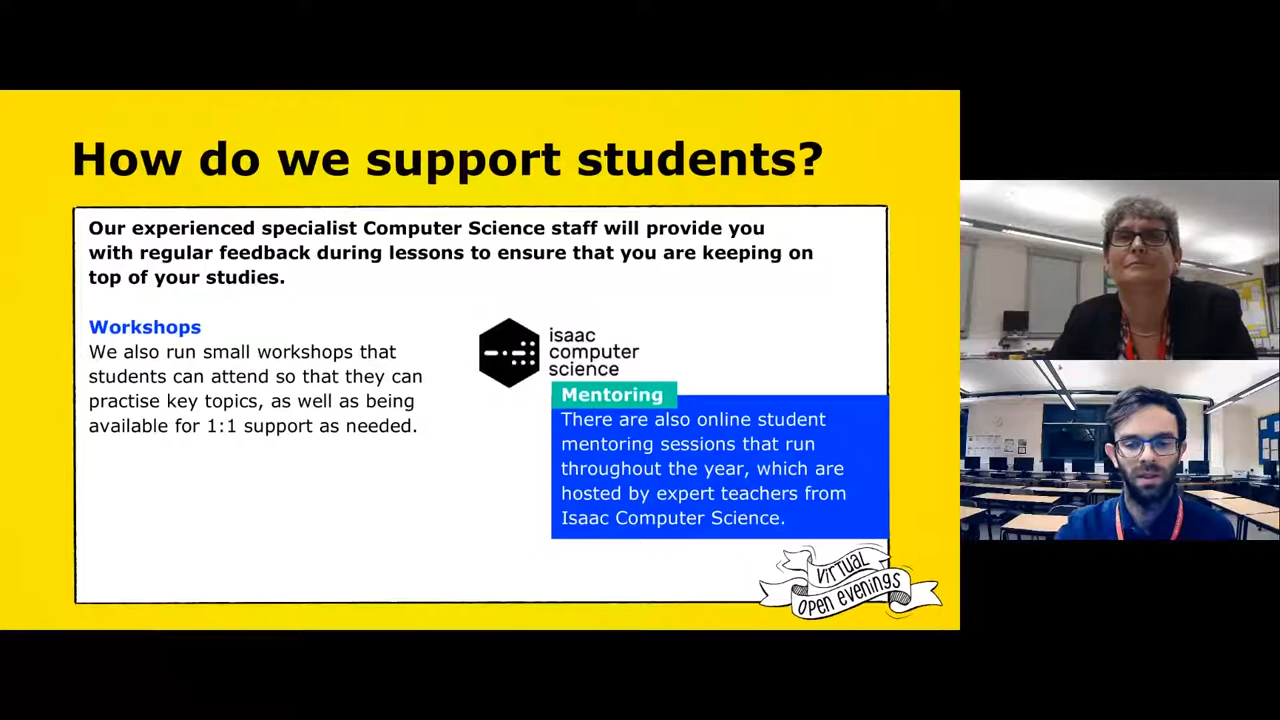 How do we support students?
Our experienced specialist Computer Science staff will provide you
with regular feedback during lessons to ensure that you are keeping on
top of your studies.
Workshops
We also run small workshops that
students can attend so that they can
practise key topics, as well as being
available for 1:1 support as needed.
isaac
computer
science
Mentoring
There are also online student
mentoring sessions that run
throughout the year, which are
hosted by expert teachers from
Isaac Computer Science.
VIRTUAL
OPEN EVENINGS